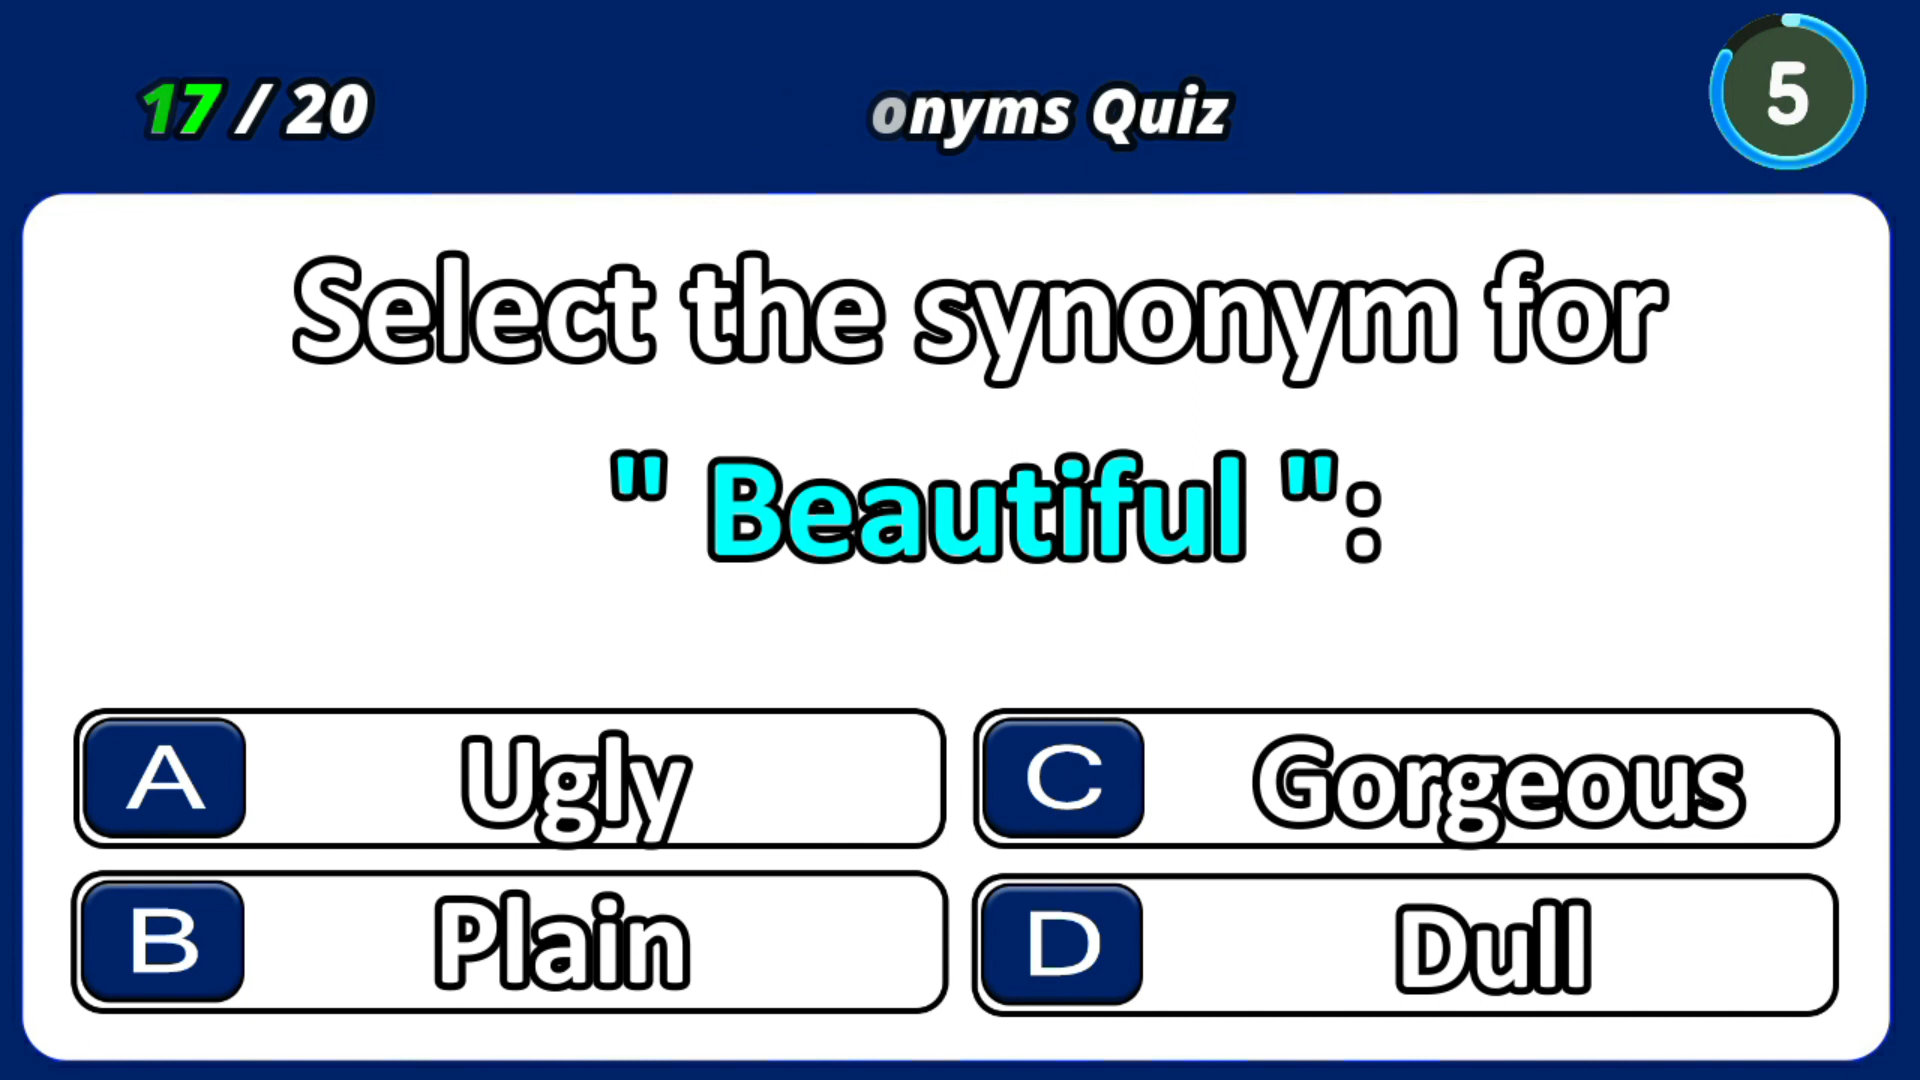 17 / 20
onyms Quiz
5
Select the synonym for
" Beautiful ":
A Ugly
C Gorgeous
B Plain
D Dull